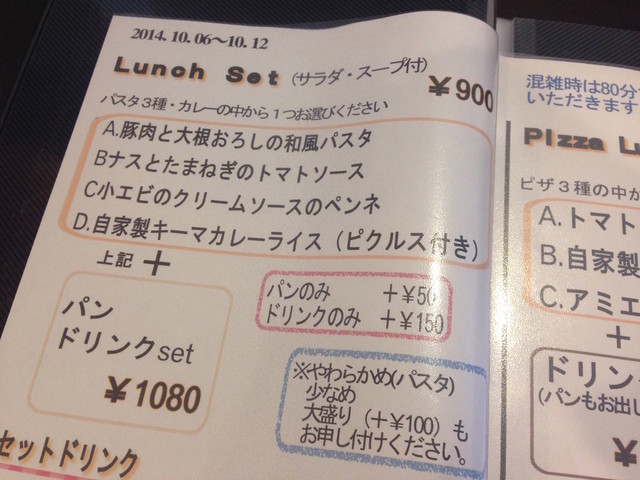 2014.10.06～10.12
Lunch Set (サラダ・スープ付)
￥900
パスタ３種・カレーの中から１つお選びください
A.豚肉と大根おろしの和風パスタ
Bナスとたまねぎのトマトソース
C小エビのクリームソースのペンネ
D.自家製キーマカレーライス（ピクルス付き）
上記＋
パン
ドリンクset
￥1080
パンのみ ＋￥50
ドリンクのみ ＋￥150
※やわらかめ(パスタ)
少なめ
大盛り（＋￥100）も
お申し付けください。
セットドリンク
混雑時は80分
いただきます
Pizza Lu
ピザ３種の中か
A.トマト
B.自家製
C.アミエ
＋
ドリン
(パンもお出し
￥